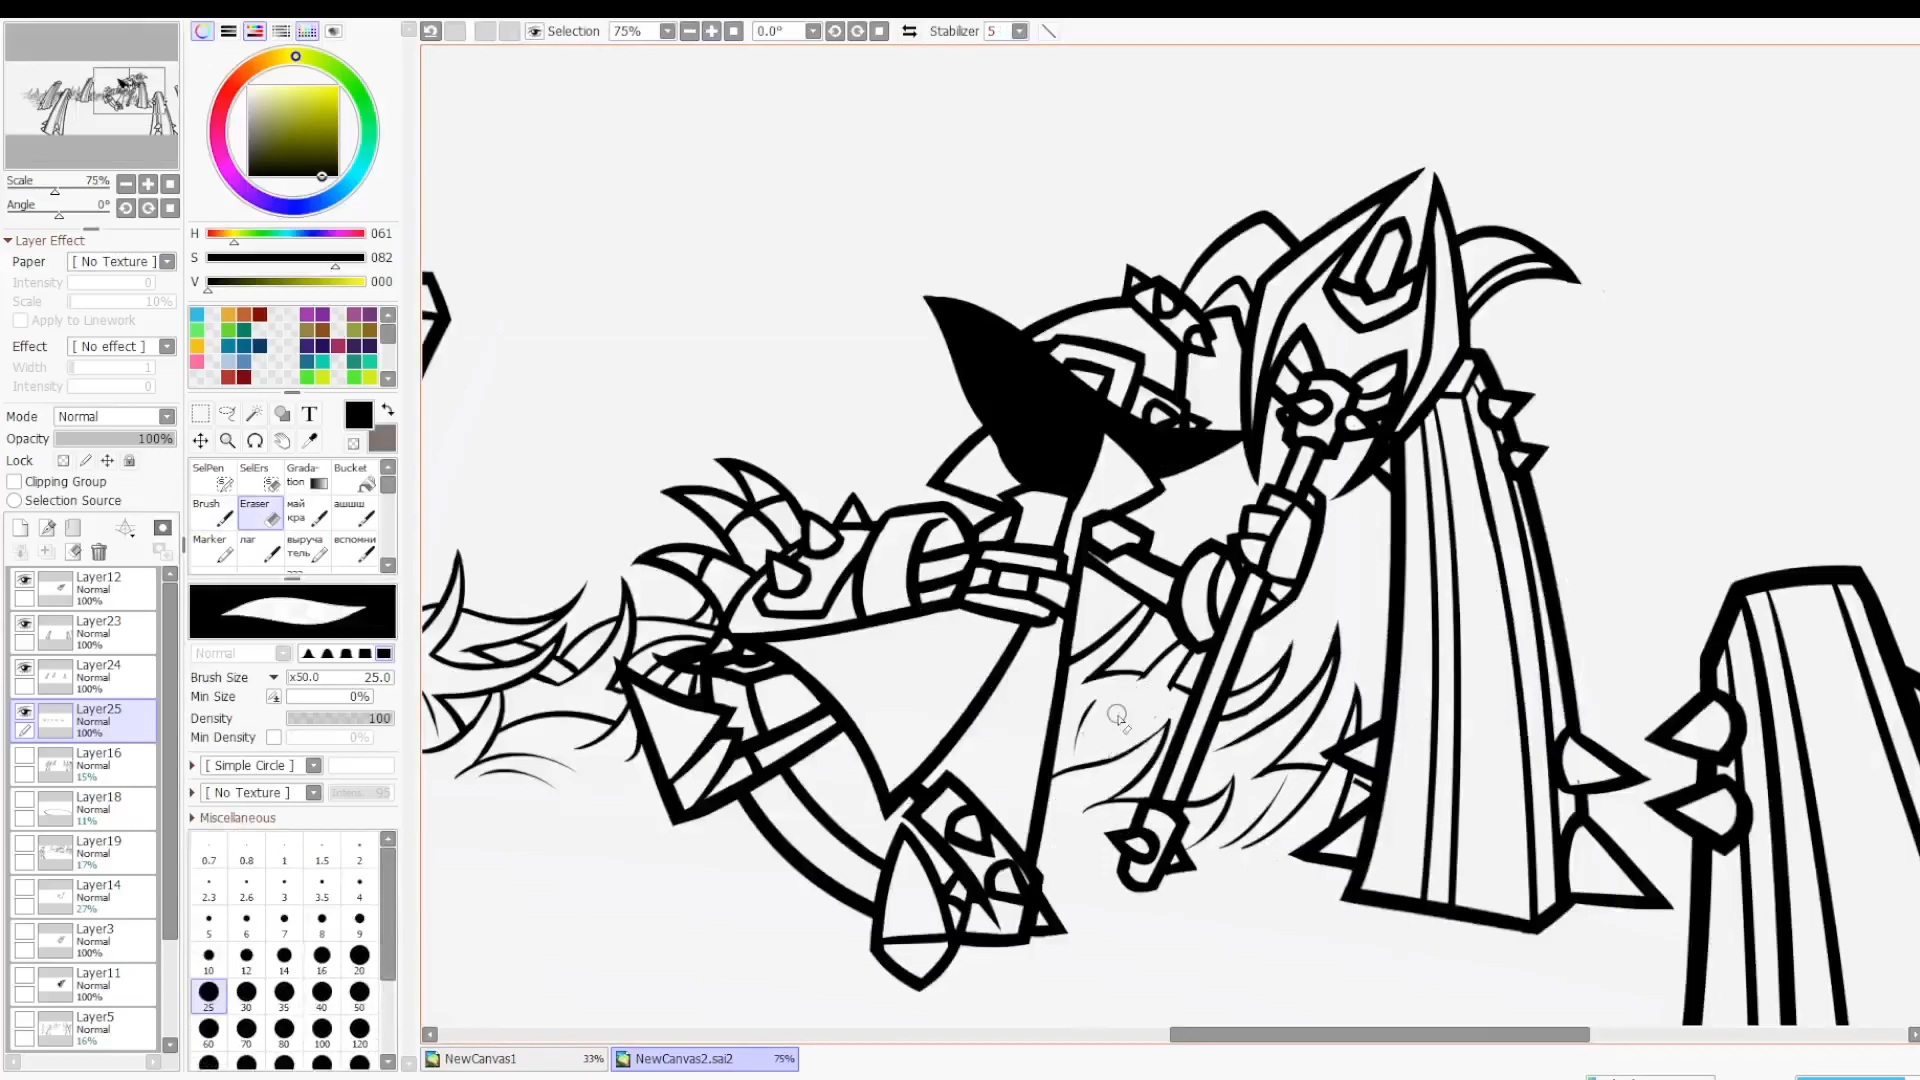 Selection 75% 0.0° Stabilizer 5
Scale 75%
Angle 0°
Layer Effect
Paper [ No Texture ]
Intensity 0
Scale 10%
Apply to Linework
Effect [ No effect ]
Width 1
Intensity 0
Mode Normal
Opacity 100%
Lock
Clipping Group
Selection Source
Layer12
Normal
100%
Layer23
Normal
100%
Layer24
Normal
100%
Layer25
Normal
100%
Layer16
Normal
15%
Layer18
Normal
11%
Layer19
Normal
17%
Layer14
Normal
27%
Layer3
Normal
100%
Layer11
Normal
100%
Layer5
Normal
16%
H 061
S 082
V 000
T
SelPen SelErs Grada-tion Bucket
Brush Eraser май кра ашшш
Marker лаг выруча тель вспомни
Normal
Brush Size x50.0 25.0
Min Size 0%
Density 100
Min Density 0%
[ Simple Circle ]
[ No Texture ] Intens. 95
Miscellaneous
0.7 0.8 1 1.5 2
2.3 2.6 3 3.5 4
5 6 7 8 9
10 12 14 16 20
25 30 35 40 50
60 70 80 100 120
NewCanvas1 33% NewCanvas2.sai2 75%